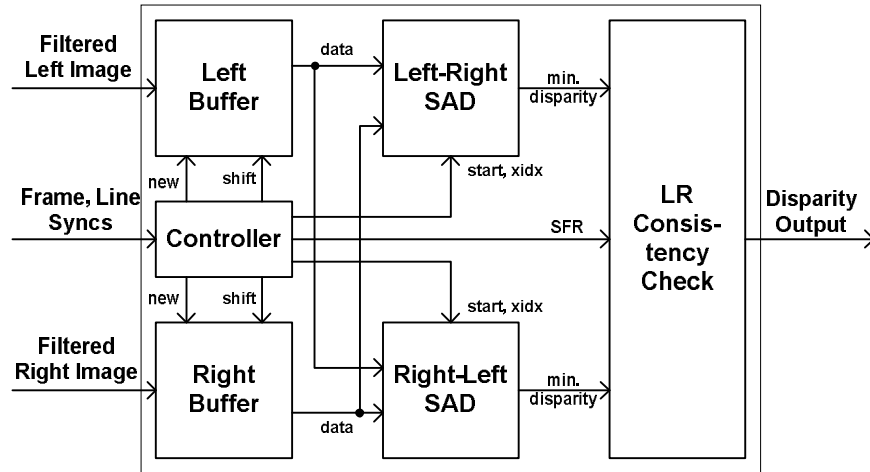 Filtered
Left Image
Left
Buffer
data
Left-Right
SAD
min.
disparity
new
shift
start, xidx
Frame, Line
Syncs
Controller
SFR
LR
Consis-
tency
Check
Disparity
Output
new
shift
start, xidx
Filtered
Right Image
Right
Buffer
data
Right-Left
SAD
min.
disparity